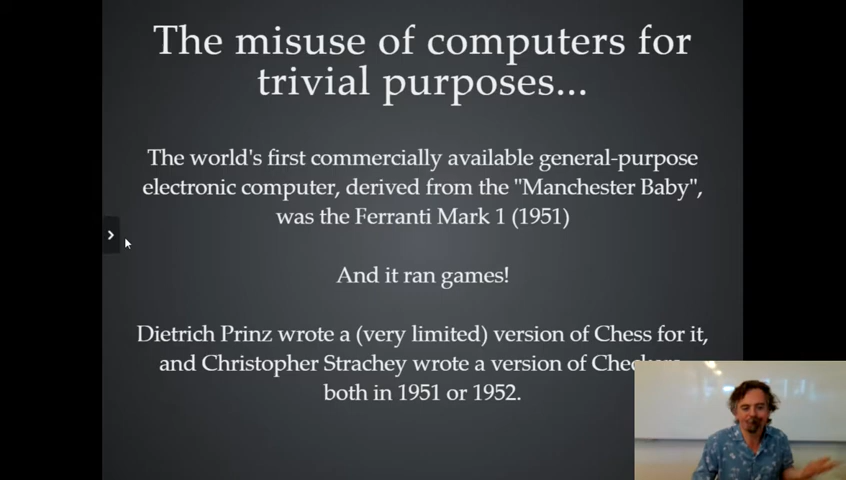 The misuse of computers for
trivial purposes...
The world's first commercially available general-purpose
electronic computer, derived from the "Manchester Baby",
was the Ferranti Mark 1 (1951)
And it ran games!
Dietrich Prinz wrote a (very limited) version of Chess for it,
and Christopher Strachey wrote a version of Checkers
both in 1951 or 1952.